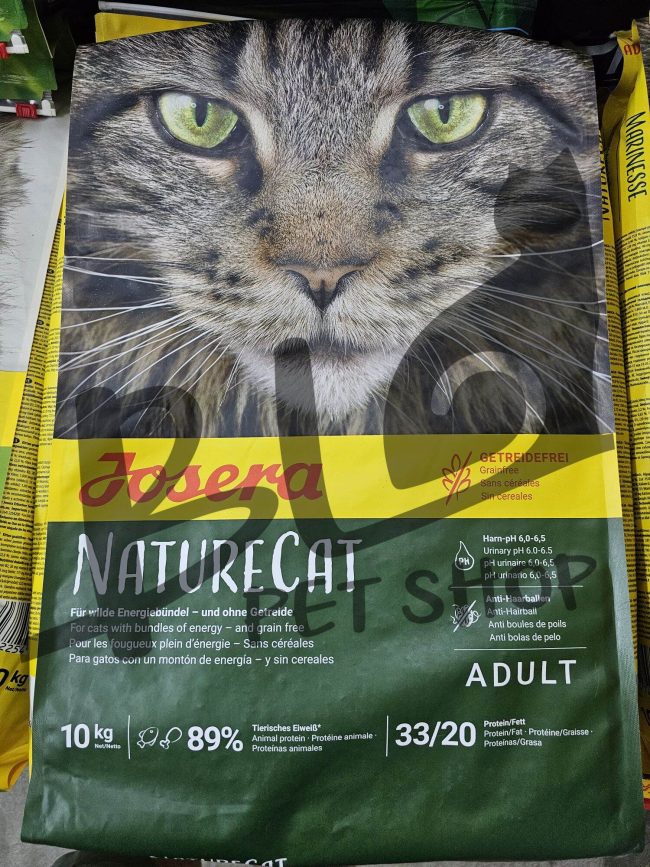 MARINESSE
Josera
GETREIDEFREI
Grainfree
Sans céréales
Sin cereales
NATURECAT
Für wilde Energiebündel – und ohne Getreide
For cats with bundles of energy – and grain free
Pour les fougueux plein d'énergie – Sans céréales
Para gatos con un montón de energía – y sin cereales
pH
Harn-pH 6,0-6,5
Urinary pH 6.0-6.5
pH urinaire 6,0-6,5
pH urinario 6,0-6,5
Anti-Haarballen
Anti-Hairball
Anti boules de poils
Anti bolas de pelo
ADULT
10 kg
Net/Netto
89%
Tierisches Eiweiß*
Animal protein · Protéine animale ·
Proteínas animales
33/20
Protein/Fett
Protein/Fat · Protéine/Graisse ·
Proteínas/Grasa
PET SHOP
kg
Net/Netto